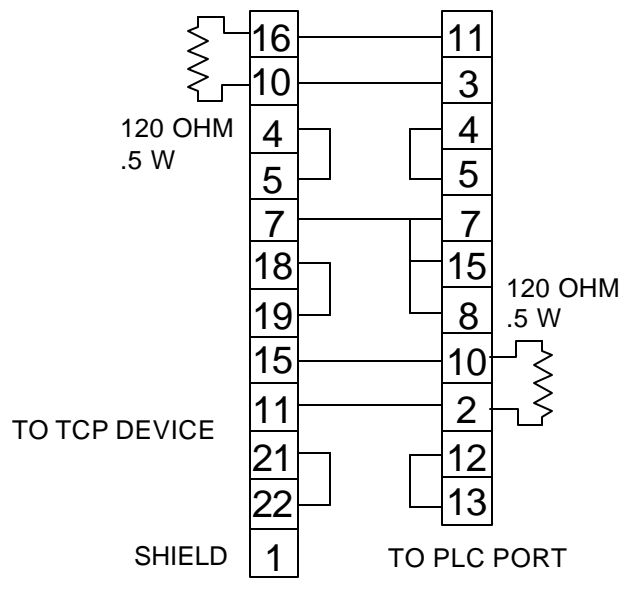 16 11
10 3
120 OHM 4 4
.5 W
5 5
7 7
18 15
120 OHM
19 8 .5 W
15 10
11 2
TO TCP DEVICE
21 12
22 13
SHIELD 1 TO PLC PORT